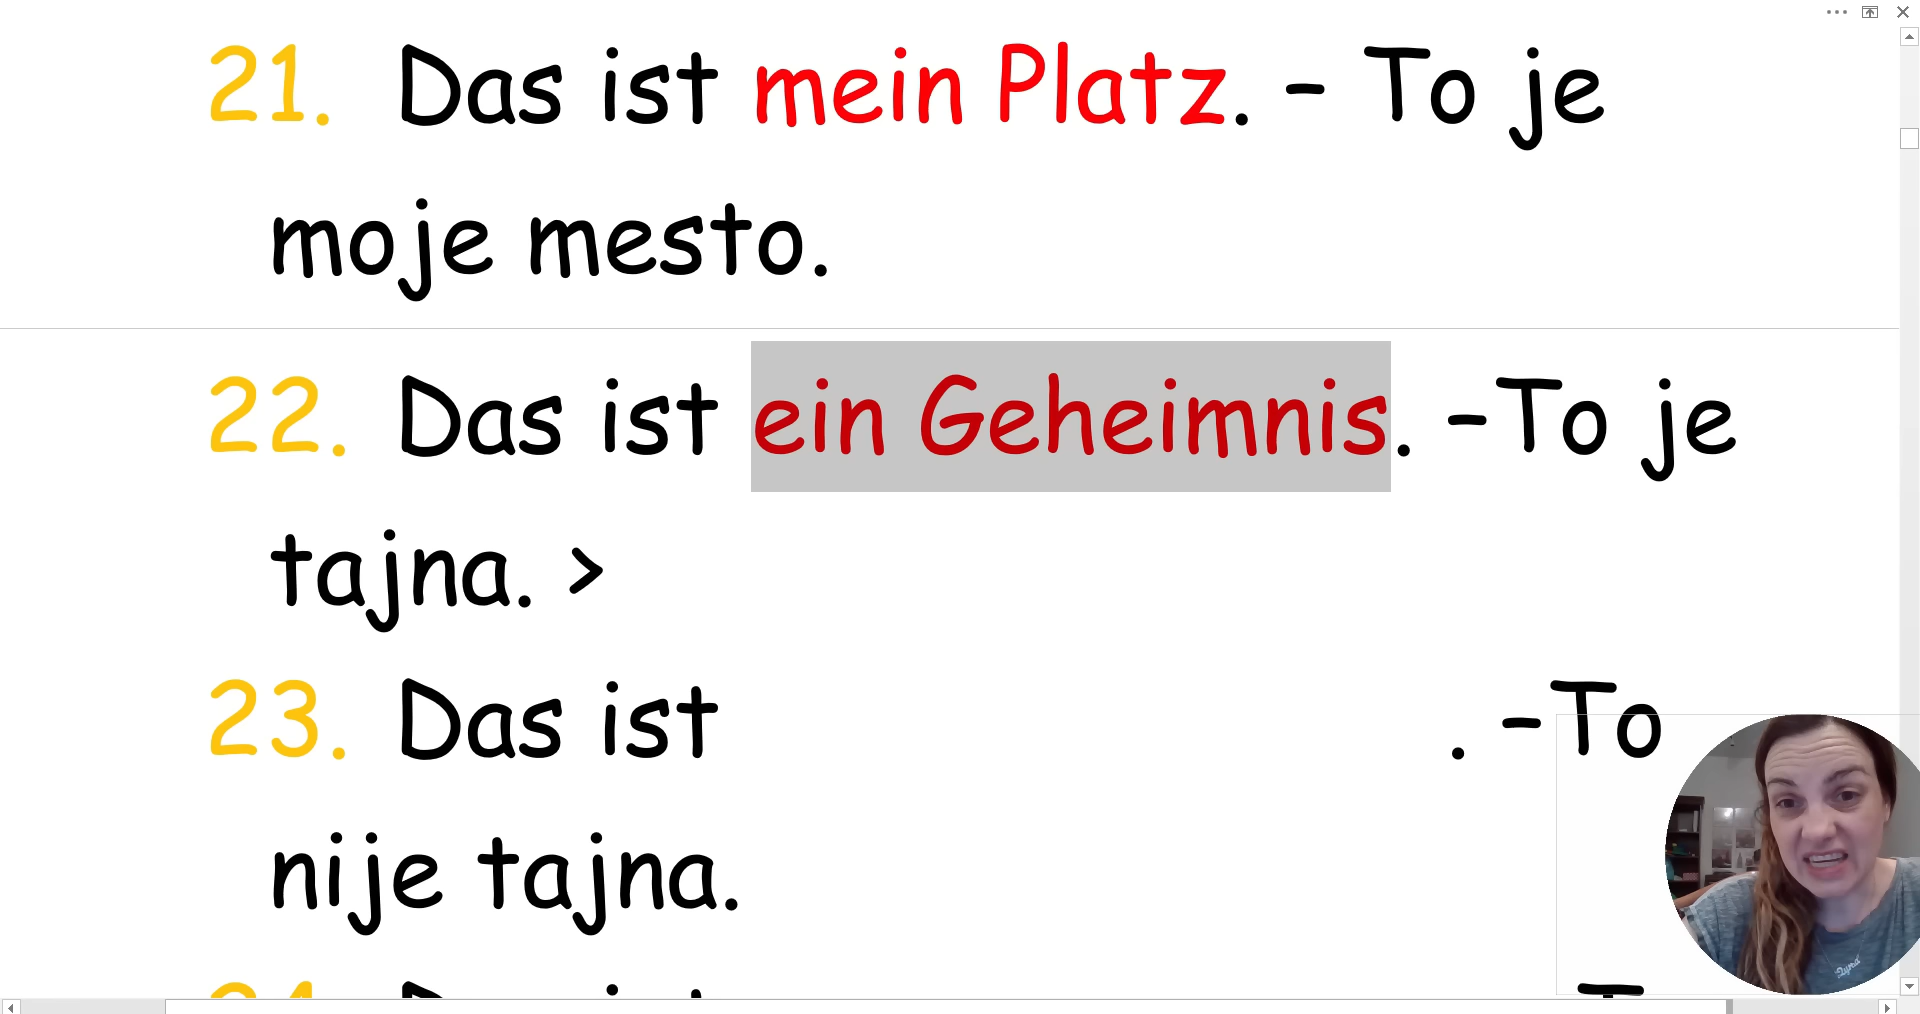 21. Das ist mein Platz. - To je
moje mesto.
22. Das ist ein Geheimnis. -To je
tajna. >
23. Das ist . -To
nije tajna.